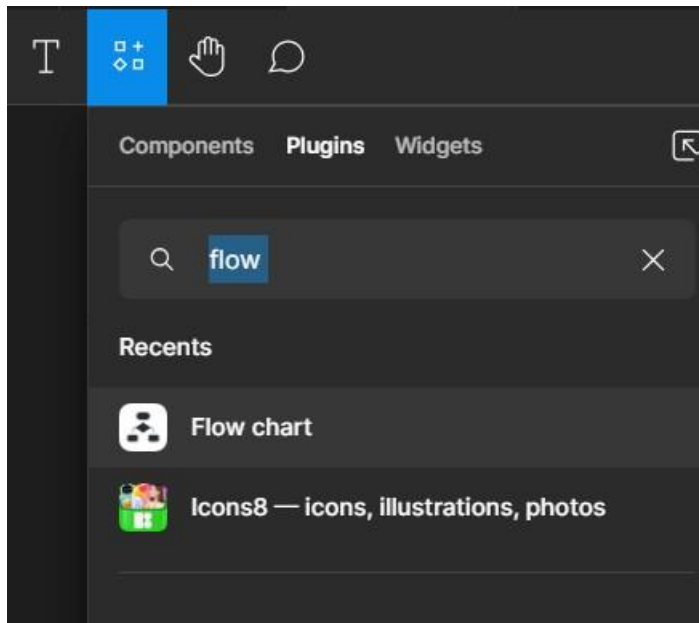 T
Components Plugins Widgets
flow
Recents
Flow chart
Icons8 — icons, illustrations, photos